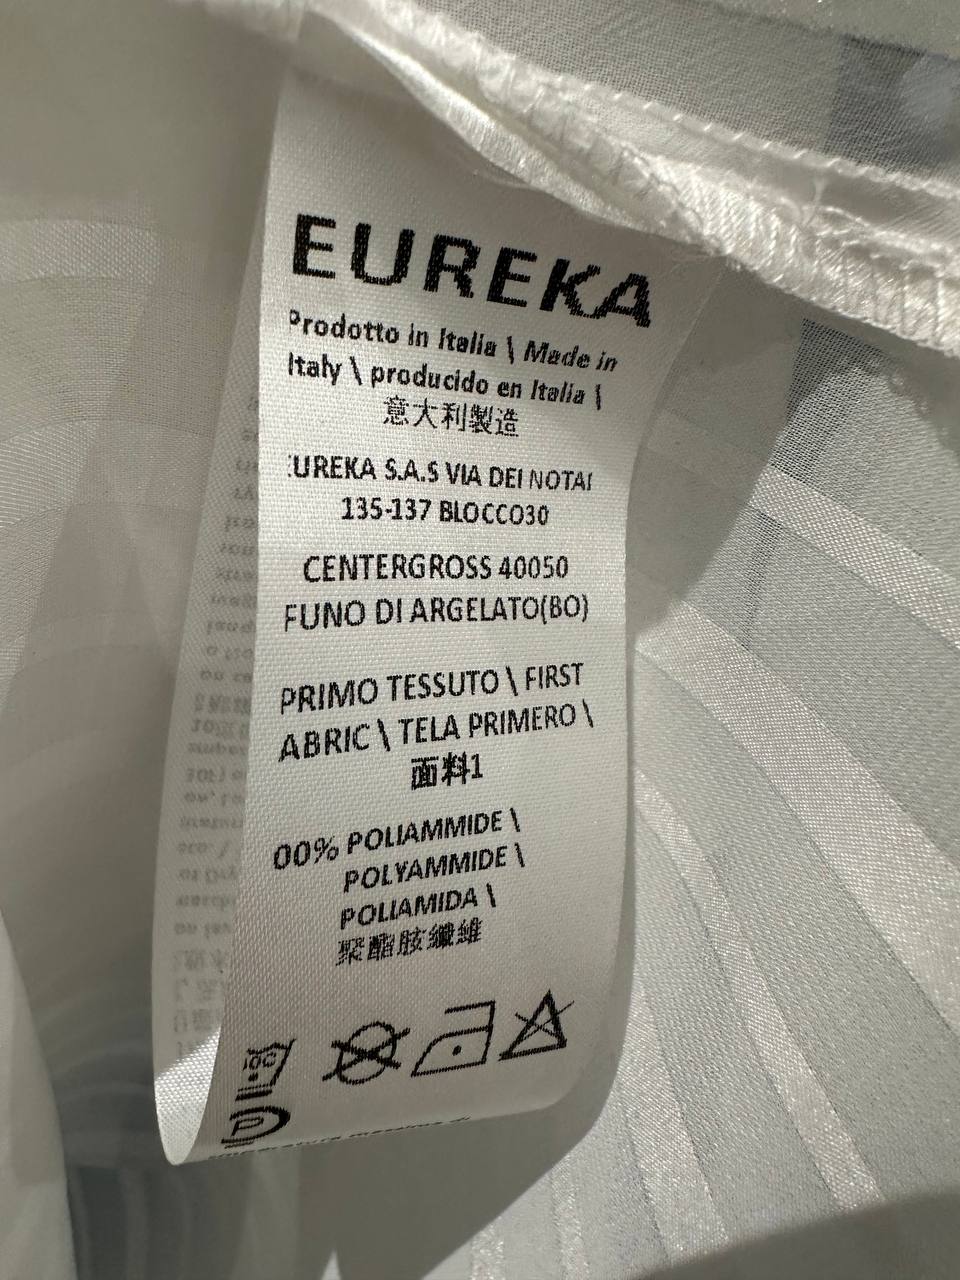 EUREKA
Prodotto in Italia \ Made in
Italy \ producido en Italia \
意大利製造
EUREKA S.A.S VIA DEI NOTAI
135-137 BLOCCO30
CENTERGROSS 40050
FUNO DI ARGELATO(BO)
PRIMO TESSUTO \ FIRST
ABRIC \ TELA PRIMERO \
面料1
00% POLIAMMIDE \
POLYAMMIDE \
POLIAMIDA \
聚酯胺纖維
P